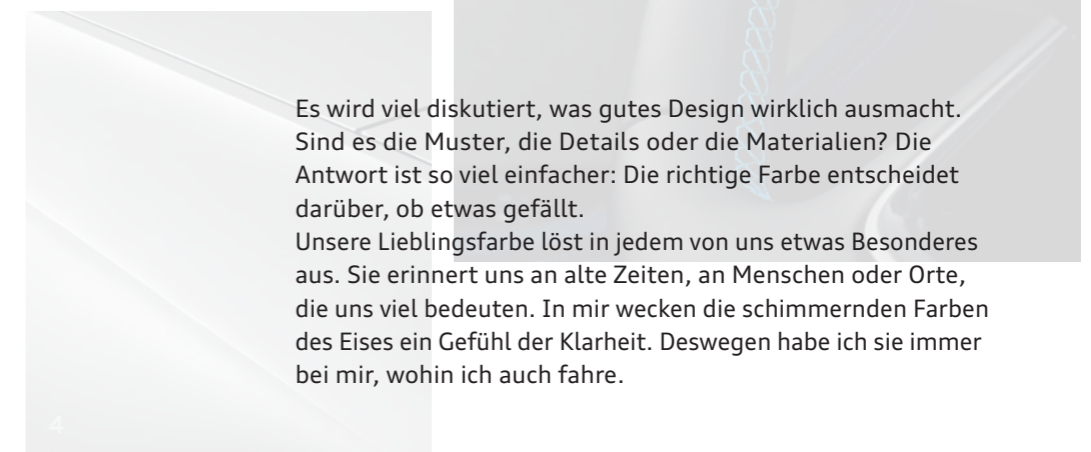 Es wird viel diskutiert, was gutes Design wirklich ausmacht.
Sind es die Muster, die Details oder die Materialien? Die
Antwort ist so viel einfacher: Die richtige Farbe entscheidet
darüber, ob etwas gefällt.
Unsere Lieblingsfarbe löst in jedem von uns etwas Besonderes
aus. Sie erinnert uns an alte Zeiten, an Menschen oder Orte,
die uns viel bedeuten. In mir wecken die schimmernden Farben
des Eises ein Gefühl der Klarheit. Deswegen habe ich sie immer
bei mir, wohin ich auch fahre.
4